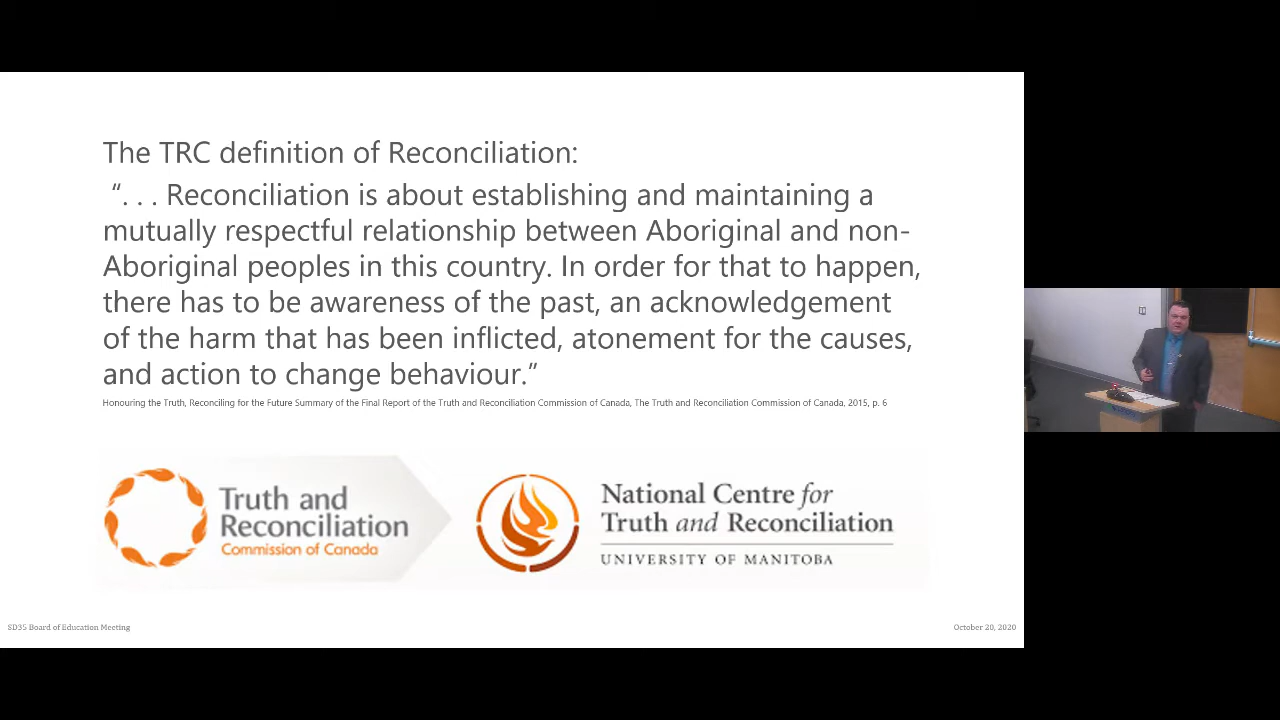 The TRC definition of Reconciliation:
“. . . Reconciliation is about establishing and maintaining a
mutually respectful relationship between Aboriginal and non-
Aboriginal peoples in this country. In order for that to happen,
there has to be awareness of the past, an acknowledgement
of the harm that has been inflicted, atonement for the causes,
and action to change behaviour.”
Honouring the Truth, Reconciling for the Future Summary of the Final Report of the Truth and Reconciliation Commission of Canada, The Truth and Reconciliation Commission of Canada, 2015, p. 6
Truth and
Reconciliation
Commission of Canada
National Centre for
Truth and Reconciliation
UNIVERSITY OF MANITOBA
SD35 Board of Education Meeting
October 20, 2020